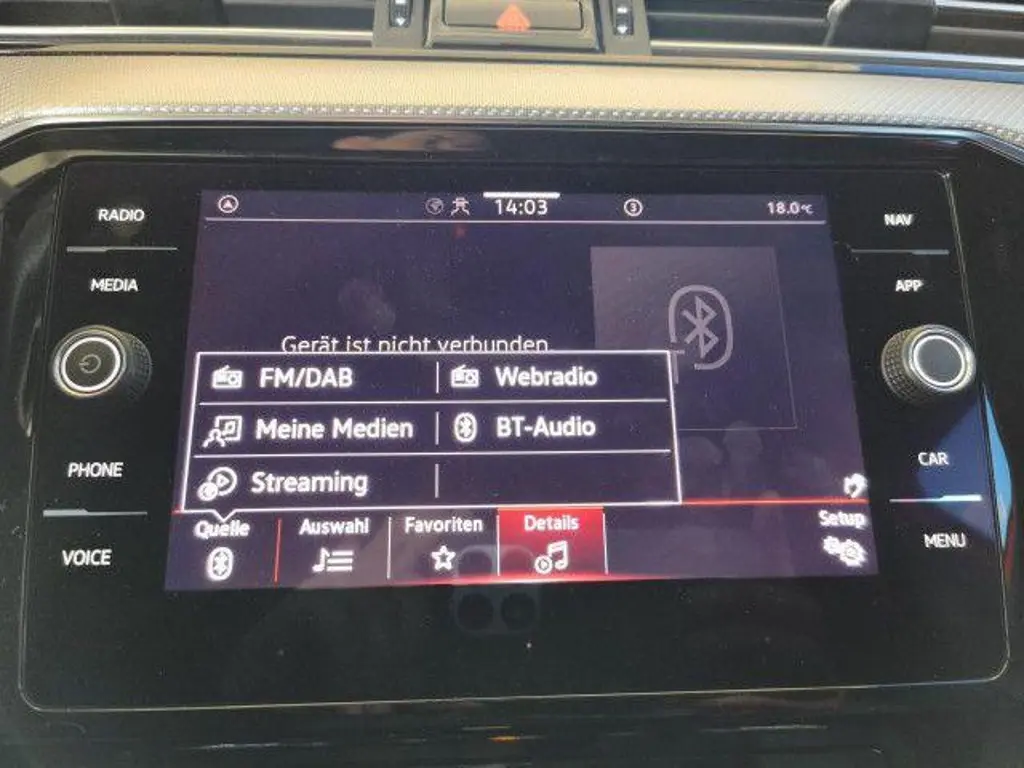 14:03
3
18.0°C
RADIO
NAV
MEDIA
APP
Gerät ist nicht verbunden
FM/DAB
Webradio
Meine Medien
BT-Audio
Streaming
PHONE
CAR
Quelle
Auswahl
Favoriten
Details
Setup
VOICE
MENU